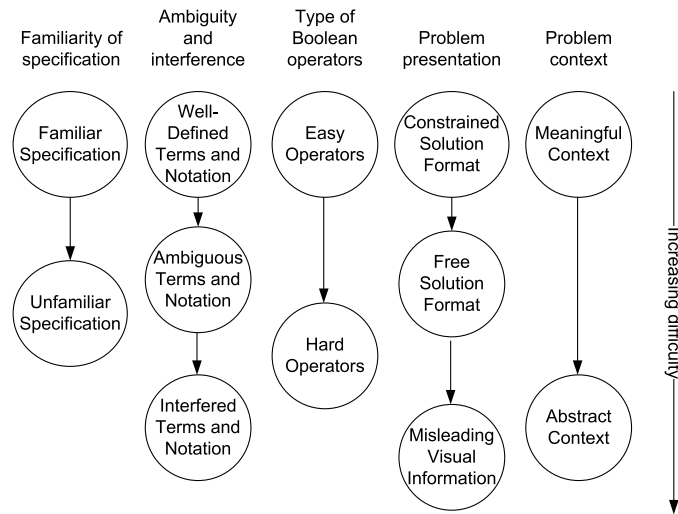 Familiarity of
specification
Ambiguity
and
interference
Type of
Boolean
operators
Problem
presentation
Problem
context
Familiar
Specification
Well-
Defined
Terms and
Notation
Easy
Operators
Constrained
Solution
Format
Meaningful
Context
Ambiguous
Terms and
Notation
Free
Solution
Format
Unfamiliar
Specification
Hard
Operators
Interfered
Terms and
Notation
Misleading
Visual
Information
Abstract
Context
Increasing difficulty